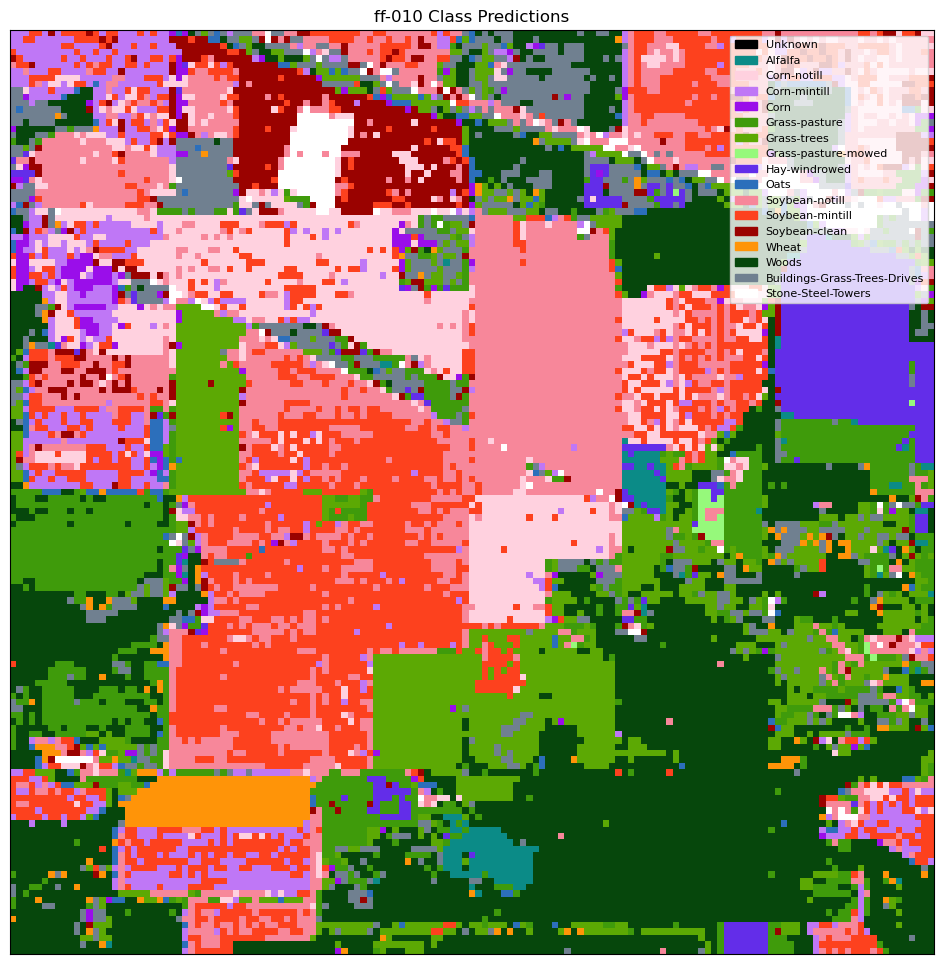 ff-010 Class Predictions
Unknown
Alfalfa
Corn-notill
Corn-mintill
Corn
Grass-pasture
Grass-trees
Grass-pasture-mowed
Hay-windrowed
Oats
Soybean-notill
Soybean-mintill
Soybean-clean
Wheat
Woods
Buildings-Grass-Trees-Drives
Stone-Steel-Towers